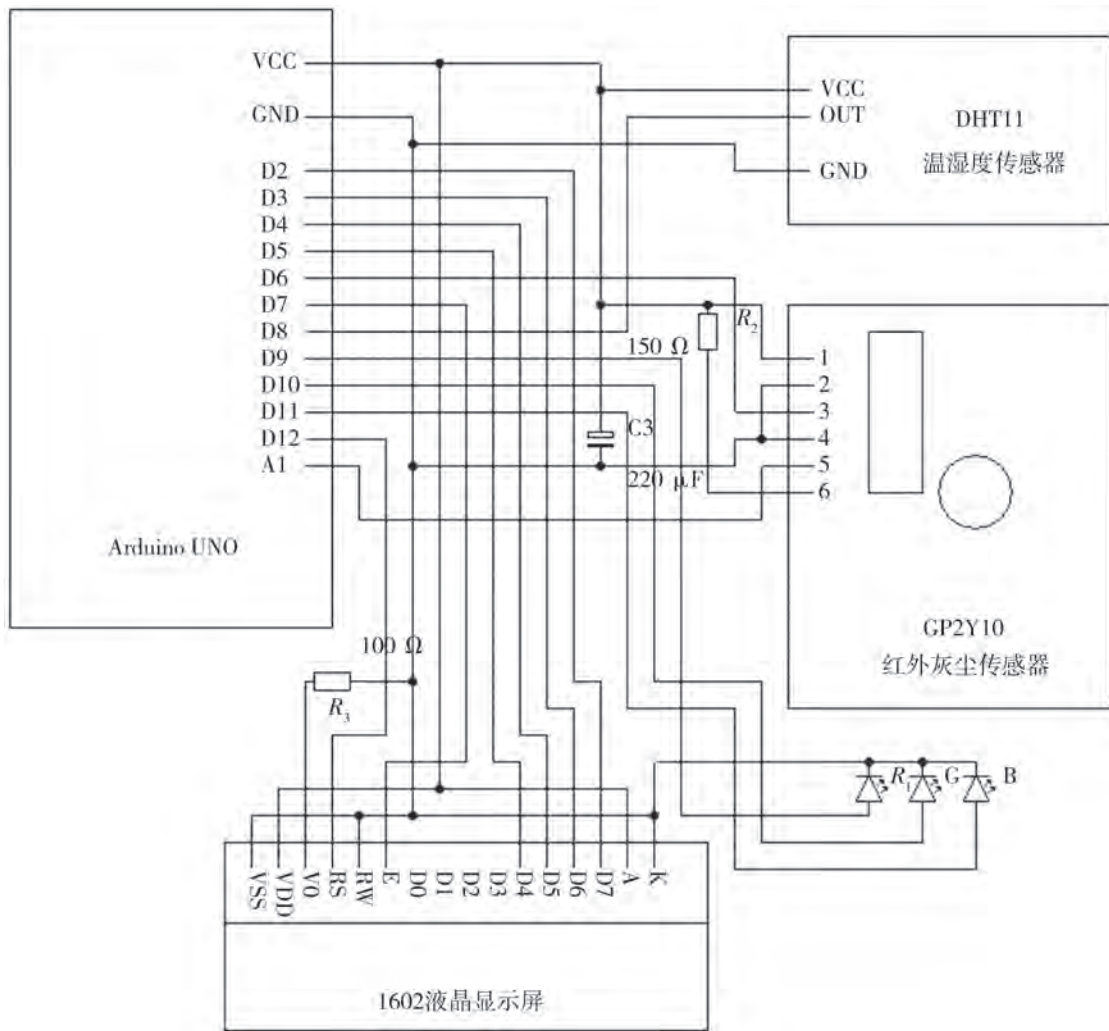 VCC
GND
D2
D3
D4
D5
D6
D7
D8
D9
D10
D11
D12
A1
Arduino UNO
VCC
OUT
GND
DHT11
温湿度传感器
R2
150 Ω
C3
220 μF
1
2
3
4
5
6
GP2Y10
红外灰尘传感器
100 Ω
R3
R1
G
B
VSS
VDD
V0
RS
RW
E
D0
D1
D2
D3
D4
D5
D6
D7
A
K
1602液晶显示屏